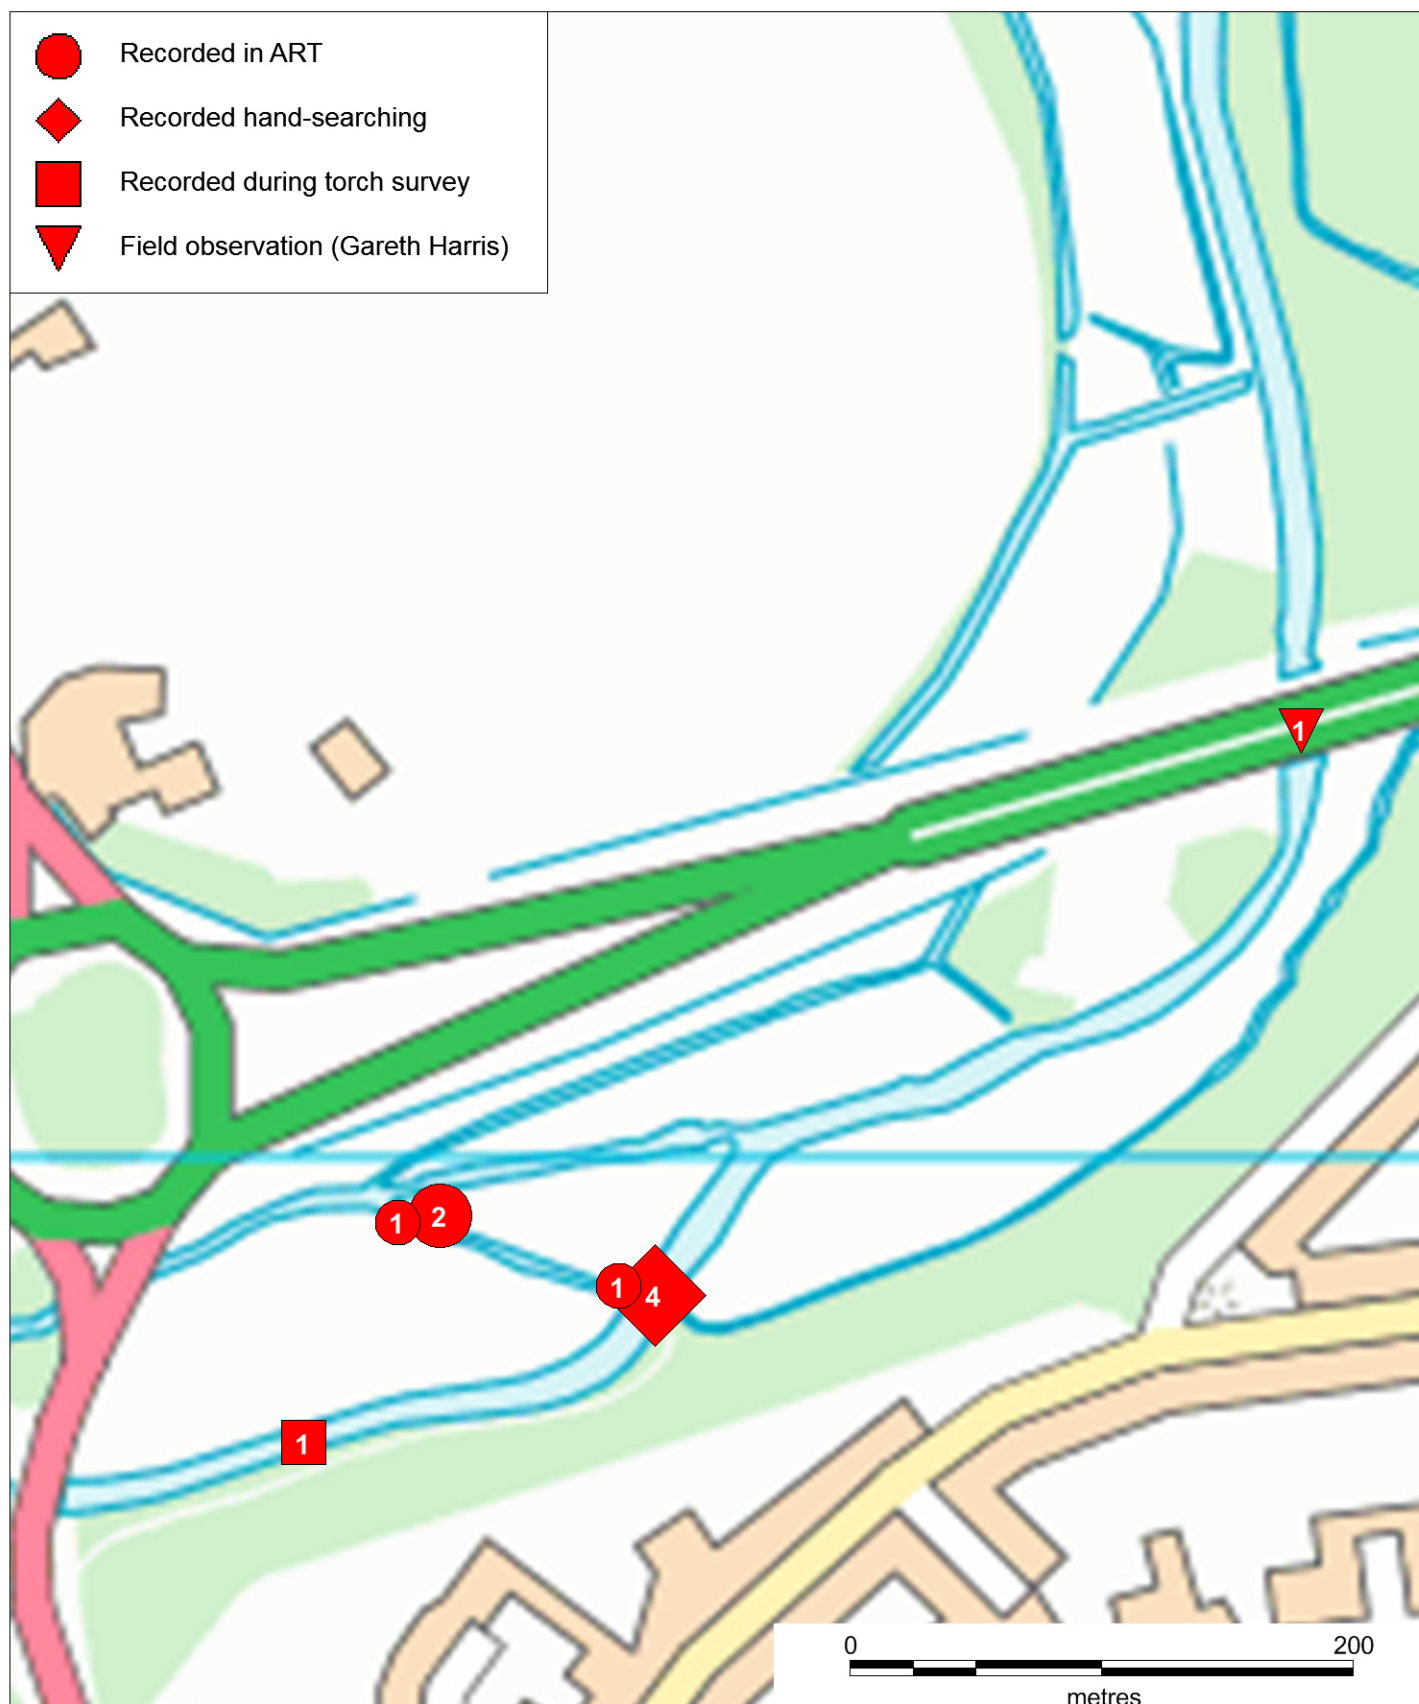 Recorded in ART
Recorded hand-searching
Recorded during torch survey
Field observation (Gareth Harris)
1
1 2
1 4
1
0 200
metres